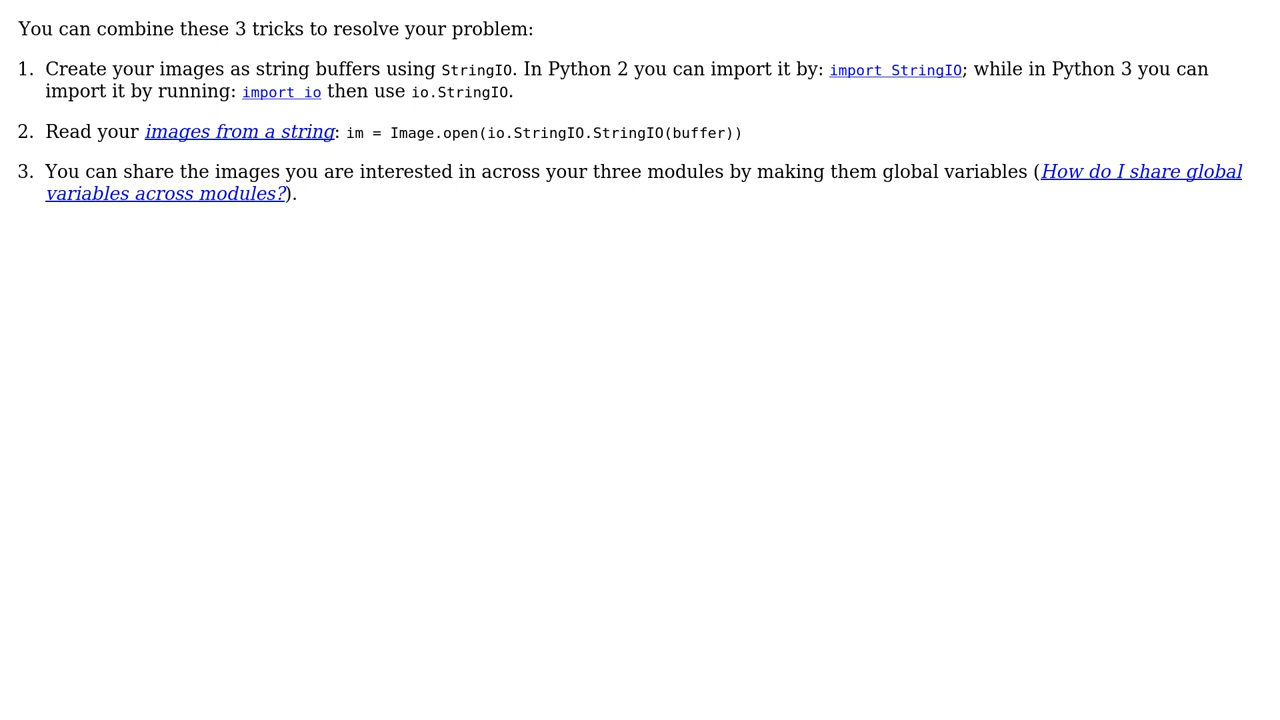 You can combine these 3 tricks to resolve your problem:
1. Create your images as string buffers using StringIO. In Python 2 you can import it by: import StringIO; while in Python 3 you can
import it by running: import io then use io.StringIO.
2. Read your images from a string: im = Image.open(io.StringIO.StringIO(buffer))
3. You can share the images you are interested in across your three modules by making them global variables (How do I share global
variables across modules?).